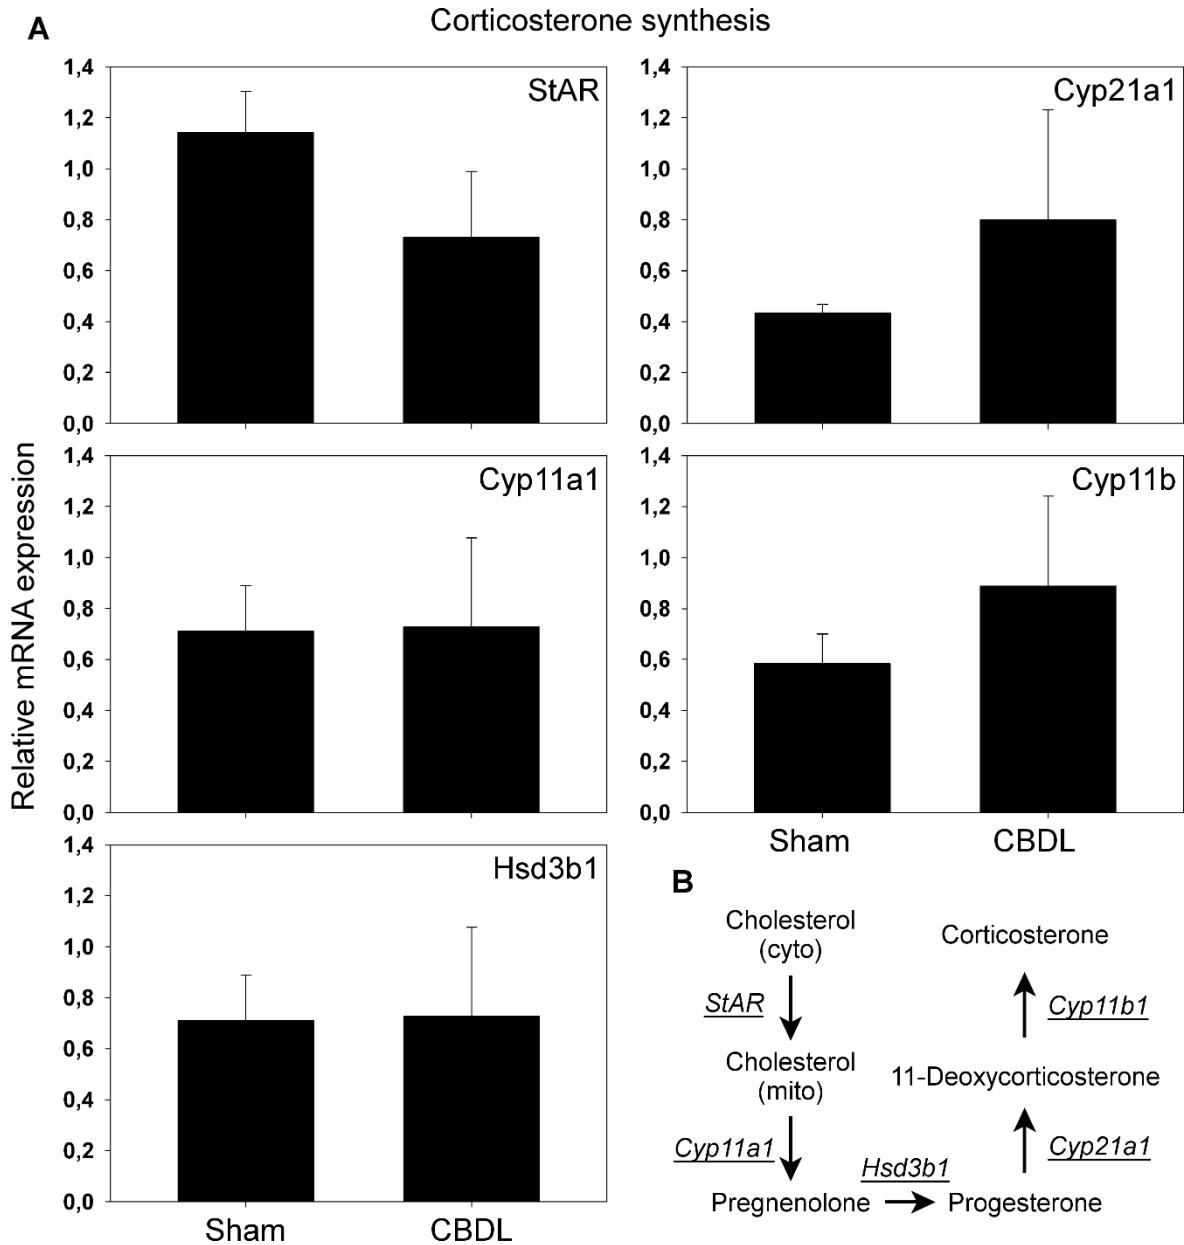 Corticosterone synthesis
A
StAR
1,4
1,2
1,0
0,8
0,6
0,4
0,2
0,0
Cyp21a1
1,4
1,2
1,0
0,8
0,6
0,4
0,2
0,0
Relative mRNA expression
Cyp11a1
1,4
1,2
1,0
0,8
0,6
0,4
0,2
0,0
Cyp11b
1,4
1,2
1,0
0,8
0,6
0,4
0,2
0,0
Sham CBDL
Hsd3b1
1,4
1,2
1,0
0,8
0,6
0,4
0,2
0,0
Sham CBDL
B
Cholesterol
(cyto)
StAR
Cholesterol
(mito)
Cyp11a1
Pregnenolone
Hsd3b1
Progesterone
Cyp21a1
11-Deoxycorticosterone
Cyp11b1
Corticosterone